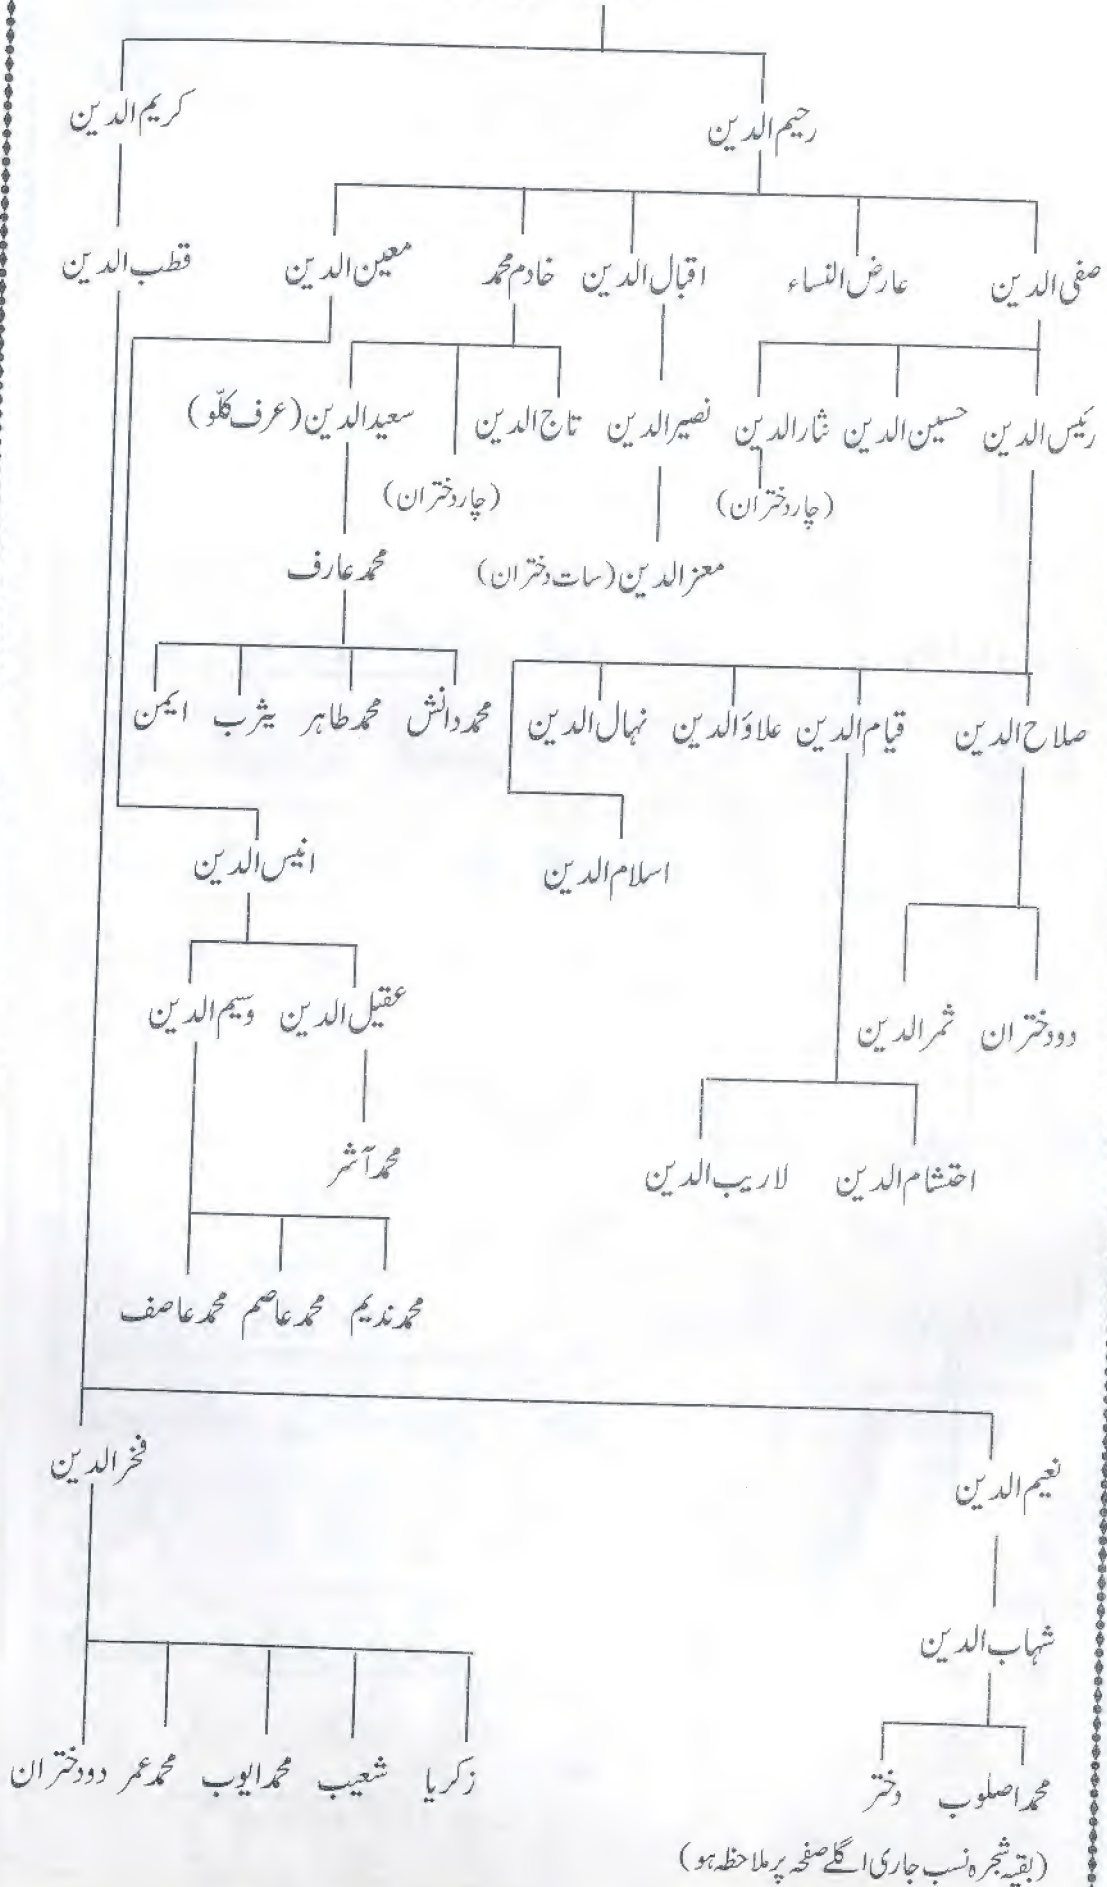 رحیم الدین کریم الدین
صفی الدین عارض النساء اقبال الدین خادم محمد معین الدین قطب الدین
رئیس الدین حسین الدین نثار الدین نصیر الدین تاج الدین سعید الدین (عرف کلّو)
(چار دختران) (چار دختران)
معز الدین (سات دختران) محمد عارف
صلاح الدین قیام الدین علاؤ الدین نہال الدین محمد دانش محمد طاہر یثرب ایمن
اسلام الدین انیس الدین
دو دختران ثمر الدین عقیل الدین وسیم الدین
احتشام الدین لاریب الدین محمد آشر
محمد ندیم محمد عاصم محمد عاصف
نعیم الدین فخر الدین
شہاب الدین
محمد اصلوب دختر زکریا شعیب محمد ایوب محمد عمر دو دختران
(بقیہ شجرہ نسب جاری اگلے صفحہ پر ملاحظہ ہو)